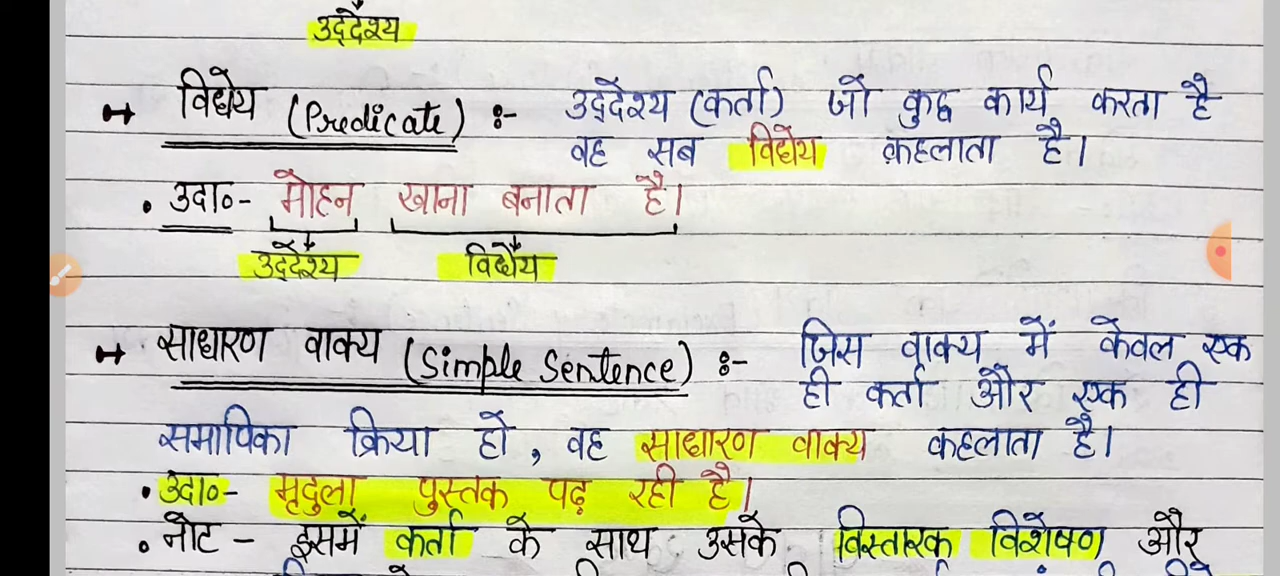 उद्देश्य
↦ विधेय (Predicate) :- उद्देश्य (कर्ता) जो कुछ कार्य करता है
वह सब विधेय कहलाता है।
• उदा०- मोहन खाना बनाता है।
उद्देश्य विधेय
↦ साधारण वाक्य (Simple Sentence) :- जिस वाक्य में केवल एक
ही कर्ता और एक ही
समापिका क्रिया हो, वह साधारण वाक्य कहलाता है।
• उदा०- मृदुला पुस्तक पढ़ रही है।
• नोट - इसमें कर्ता के साथ उसके विस्तारक विशेषण और